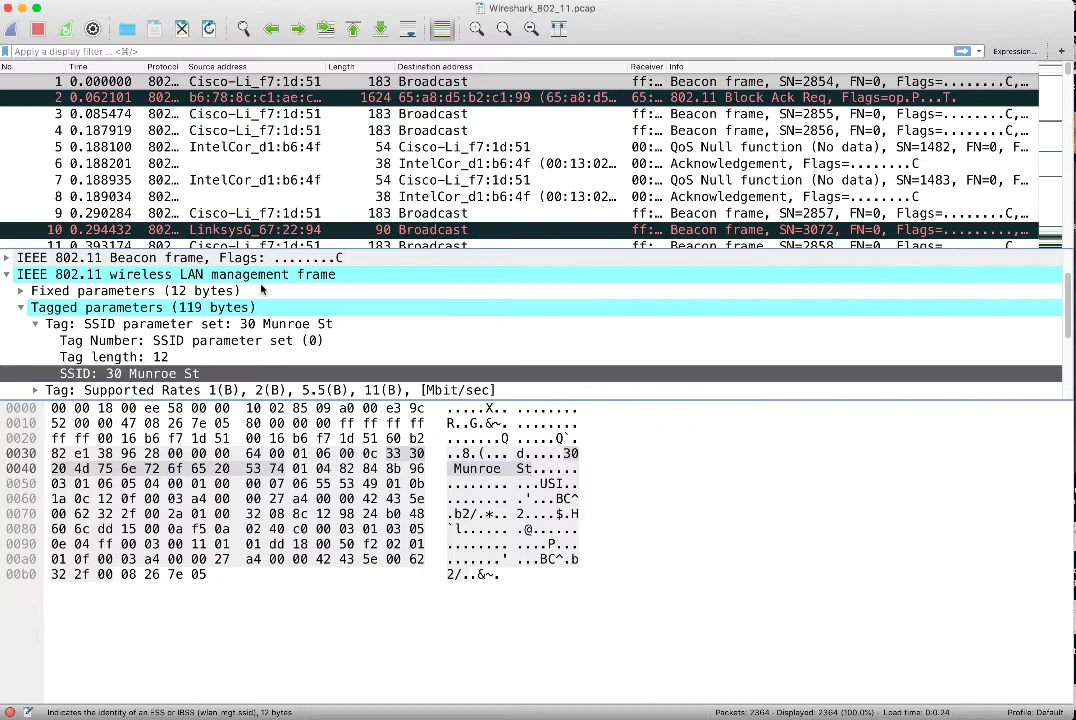 Wireshark_802_11.pcap
Apply a display filter ... <⌘/>
Expression... +
No. Time Protocol Source address Length Destination address Receiver Info
1 0.000000 802… Cisco-Li_f7:1d:51 183 Broadcast ff:… Beacon frame, SN=2854, FN=0, Flags=........C,…
2 0.062101 802… b6:78:8c:c1:ae:c… 1624 65:a8:d5:b2:c1:99 (65:a8:d5… 65:… 802.11 Block Ack Req, Flags=op.P...T.
3 0.085474 802… Cisco-Li_f7:1d:51 183 Broadcast ff:… Beacon frame, SN=2855, FN=0, Flags=........C,…
4 0.187919 802… Cisco-Li_f7:1d:51 183 Broadcast ff:… Beacon frame, SN=2856, FN=0, Flags=........C,…
5 0.188100 802… IntelCor_d1:b6:4f 54 Cisco-Li_f7:1d:51 00:… QoS Null function (No data), SN=1482, FN=0, F…
6 0.188201 802… 38 IntelCor_d1:b6:4f (00:13:02… 00:… Acknowledgement, Flags=........C
7 0.188935 802… IntelCor_d1:b6:4f 54 Cisco-Li_f7:1d:51 00:… QoS Null function (No data), SN=1483, FN=0, F…
8 0.189034 802… 38 IntelCor_d1:b6:4f (00:13:02… 00:… Acknowledgement, Flags=........C
9 0.290284 802… Cisco-Li_f7:1d:51 183 Broadcast ff:… Beacon frame, SN=2857, FN=0, Flags=........C,…
10 0.294432 802… LinksysG_67:22:94 90 Broadcast ff:… Beacon frame, SN=3072, FN=0, Flags=........C,…
11 0.393174 802… Cisco-Li_f7:1d:51 183 Broadcast ff:… Beacon frame, SN=2858, FN=0, Flags=........C,…
IEEE 802.11 Beacon frame, Flags: ........C
IEEE 802.11 wireless LAN management frame
Fixed parameters (12 bytes)
Tagged parameters (119 bytes)
Tag: SSID parameter set: 30 Munroe St
Tag Number: SSID parameter set (0)
Tag length: 12
SSID: 30 Munroe St
Tag: Supported Rates 1(B), 2(B), 5.5(B), 11(B), [Mbit/sec]
0000 00 00 18 00 ee 58 00 00 10 02 85 09 a0 00 e3 9c .....X.. ........
0010 52 00 00 47 08 26 7e 05 80 00 00 00 ff ff ff ff R..G.&~. ........
0020 ff ff 00 16 b6 f7 1d 51 00 16 b6 f7 1d 51 60 b2 .......Q .....Q`.
0030 82 e1 38 96 28 00 00 00 64 00 01 06 00 0c 33 30 ..8.(... d.....30
0040 20 4d 75 6e 72 6f 65 20 53 74 01 04 82 84 8b 96 Munroe St......
0050 03 01 06 05 04 00 01 00 00 07 06 55 53 49 01 0b ........ ...USI..
0060 1a 0c 12 0f 00 03 a4 00 00 27 a4 00 00 42 43 5e ........ .'...BC^
0070 00 62 32 2f 00 2a 01 00 32 08 8c 12 98 24 b0 48 .b2/.*.. 2....$.H
0080 60 6c dd 15 00 0a f5 0a 02 40 c0 00 03 01 03 05 `l...... .@......
0090 0e 04 ff 00 03 00 11 01 01 dd 18 00 50 f2 02 01 ........ ....P...
00a0 01 0f 00 03 a4 00 00 27 a4 00 00 42 43 5e 00 62 .......' ...BC^.b
00b0 32 2f 00 08 26 7e 05 2/..&~.
Indicates the identity of an ESS or IBSS (wlan_mgt.ssid), 12 bytes Packets: 2364 · Displayed: 2364 (100.0%) · Load time: 0:0.24 Profile: Default